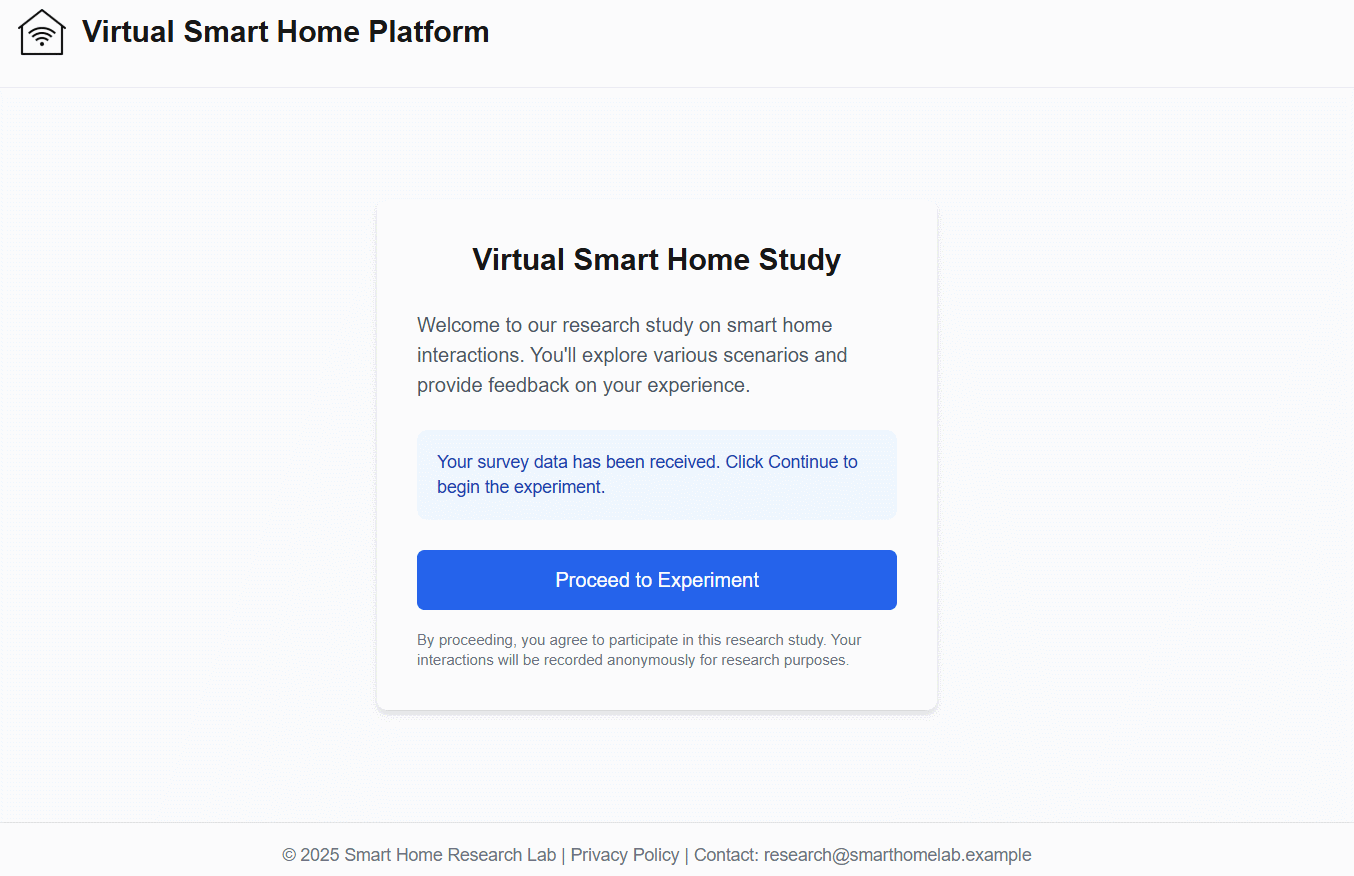 Virtual Smart Home Platform
Virtual Smart Home Study
Welcome to our research study on smart home
interactions. You'll explore various scenarios and
provide feedback on your experience.
Your survey data has been received. Click Continue to
begin the experiment.
Proceed to Experiment
By proceeding, you agree to participate in this research study. Your
interactions will be recorded anonymously for research purposes.
© 2025 Smart Home Research Lab | Privacy Policy | Contact: research@smarthomelab.example